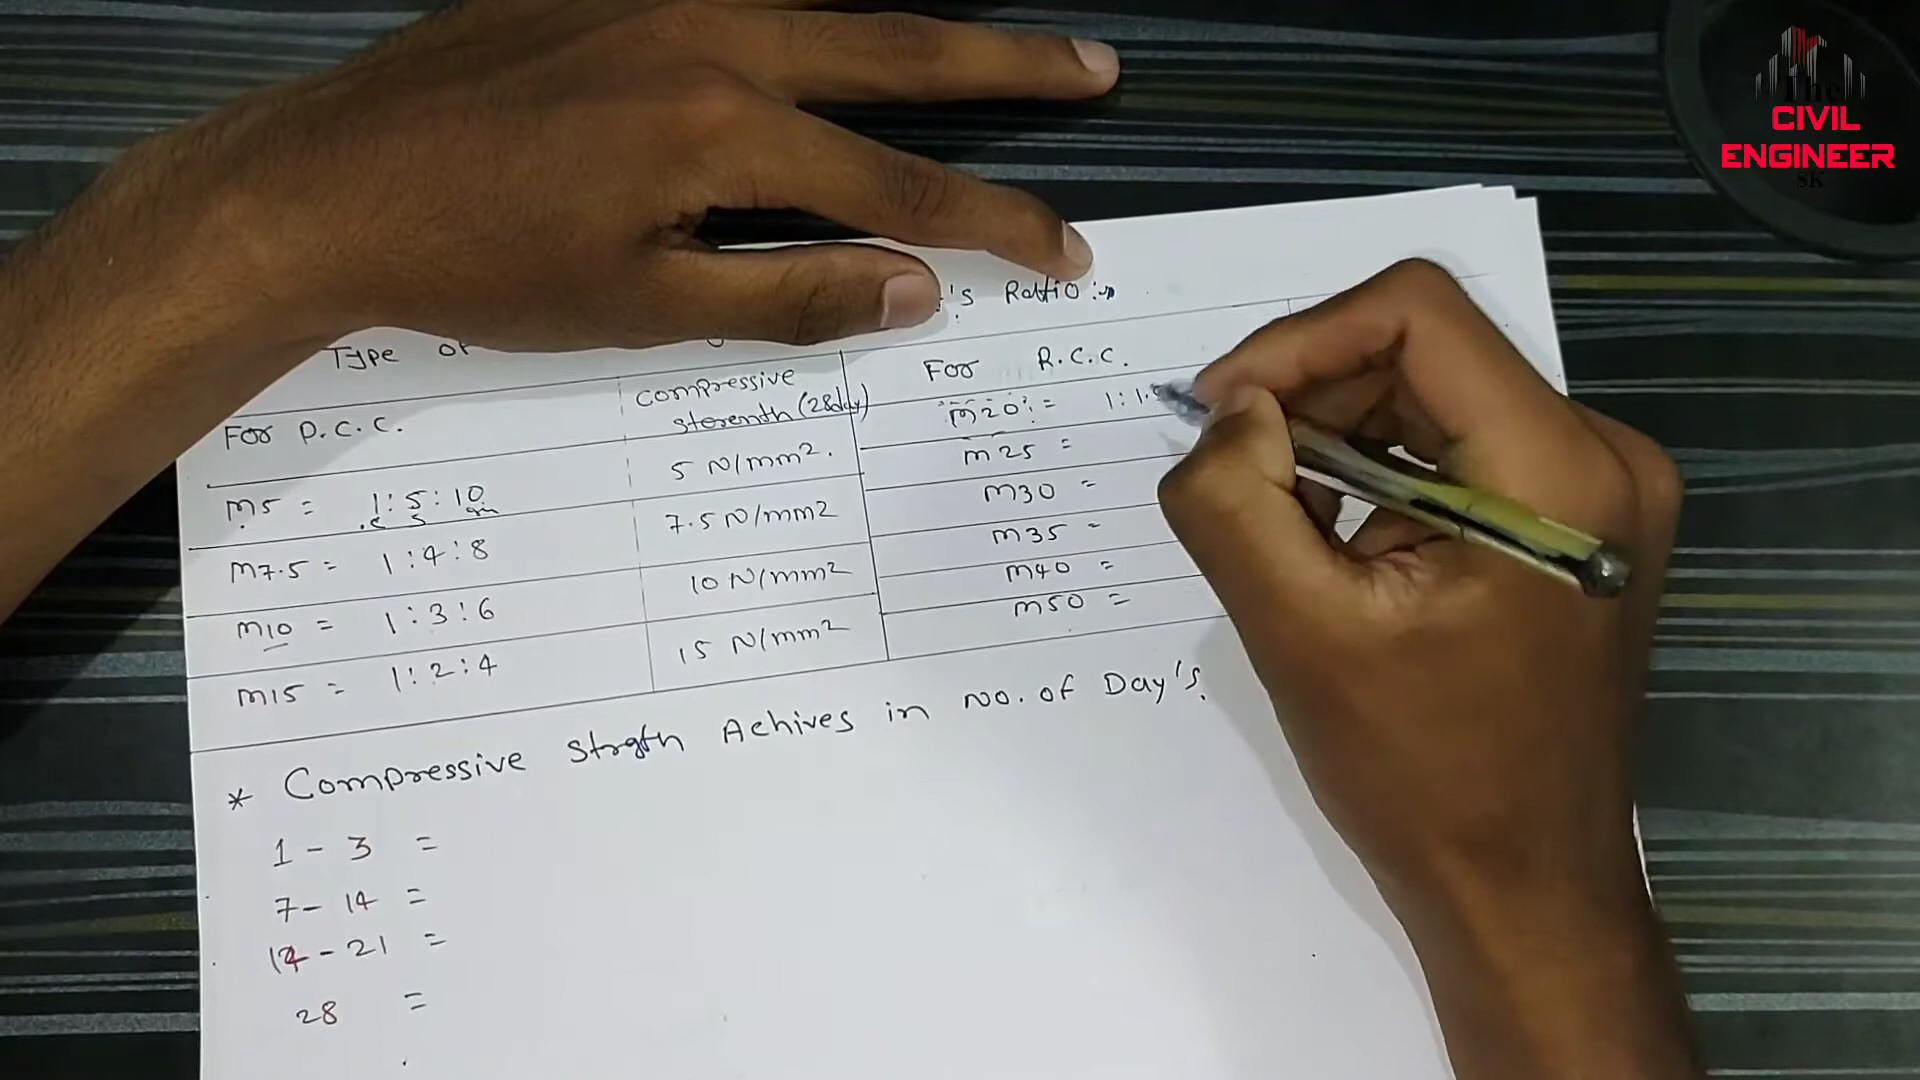 The
CIVIL
ENGINEER
SK
's Ratio :→
Type of
For P.C.C.
compressive
sterenth (28day)
For R.C.C.
M5 = 1:5:10
5 N/mm2.
M20 = 1:1.5
M25 =
M7.5 = 1:4:8
7.5 N/mm2
M30 =
M35 =
M10 = 1:3:6
10 N/mm2
M40 =
M50 =
M15 = 1:2:4
15 N/mm2
* Compressive Strgth Achives in No. of Day's.
1 - 3 =
7 - 14 =
14 - 21 =
28 =